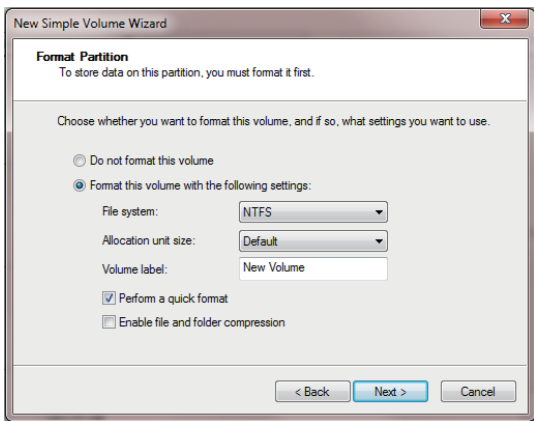 New Simple Volume Wizard
Format Partition
To store data on this partition, you must format it first.
Choose whether you want to format this volume, and if so, what settings you want to use.
Do not format this volume
Format this volume with the following settings:
File system: NTFS
Allocation unit size: Default
Volume label: New Volume
Perform a quick format
Enable file and folder compression
< Back Next > Cancel